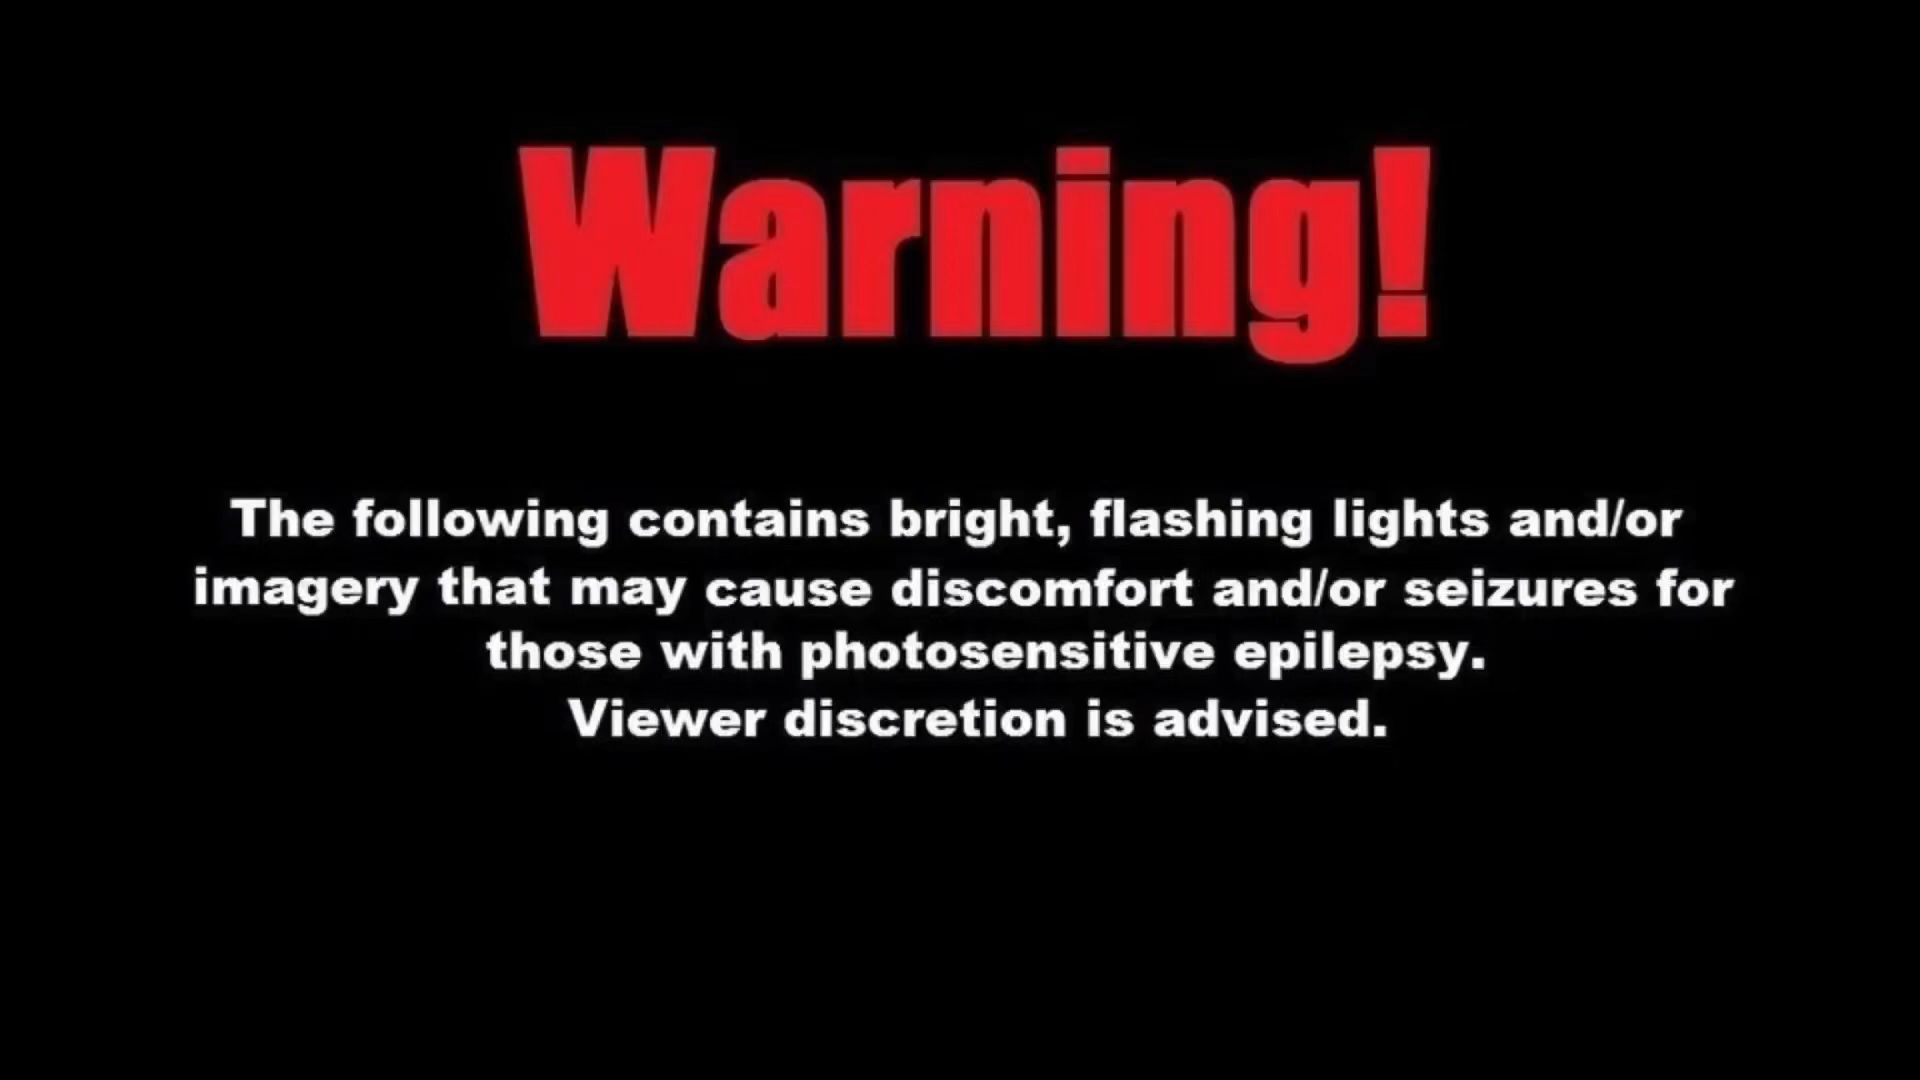 Warning!
The following contains bright, flashing lights and/or
imagery that may cause discomfort and/or seizures for
those with photosensitive epilepsy.
Viewer discretion is advised.